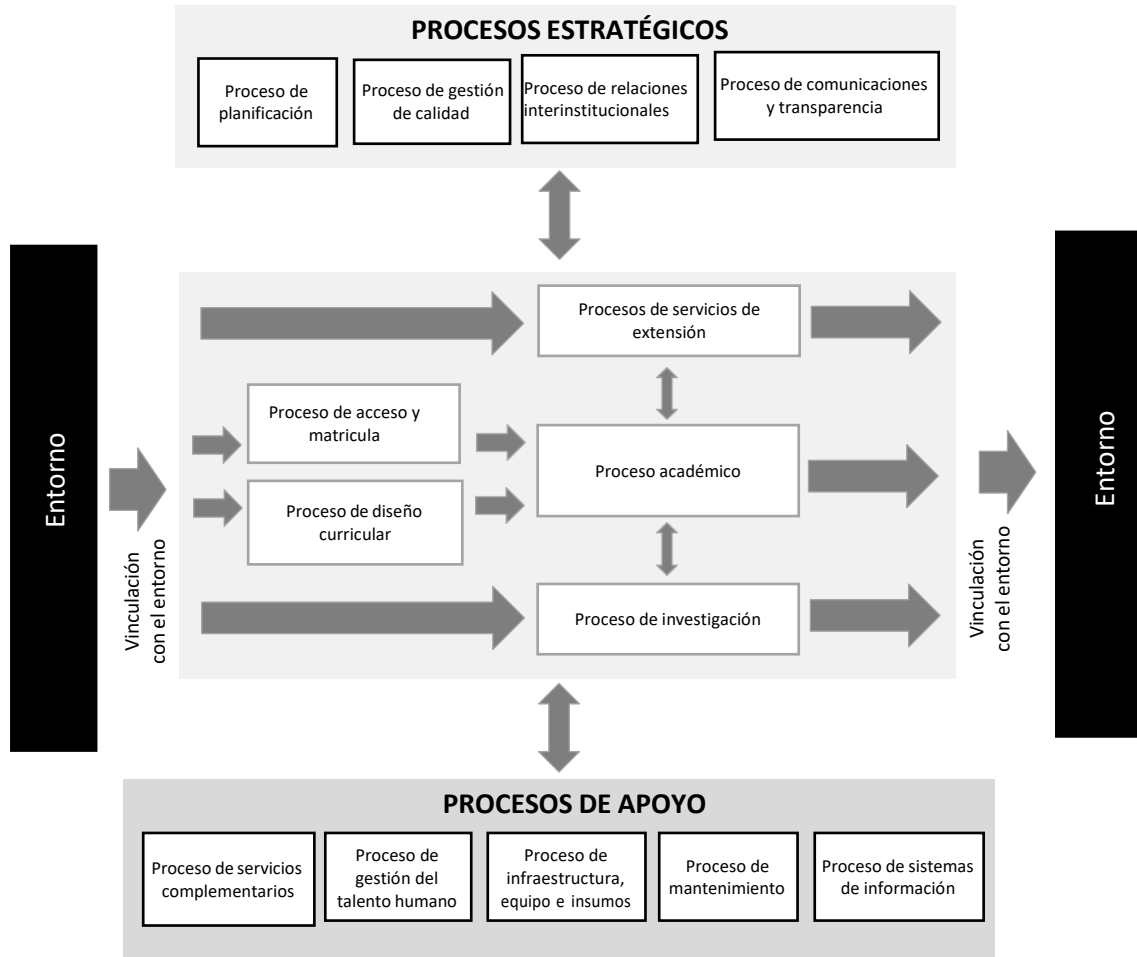 PROCESOS ESTRATÉGICOS
Proceso de
planificación
Proceso de gestión
de calidad
Proceso de relaciones
interinstitucionales
Proceso de comunicaciones
y transparencia
Entorno
Vinculación
con el entorno
Procesos de servicios de
extensión
Proceso de acceso y
matricula
Proceso de diseño
curricular
Proceso académico
Proceso de investigación
Vinculación
con el entorno
Entorno
PROCESOS DE APOYO
Proceso de servicios
complementarios
Proceso de
gestión del
talento humano
Proceso de
infraestructura,
equipo e insumos
Proceso de
mantenimiento
Proceso de sistemas
de información